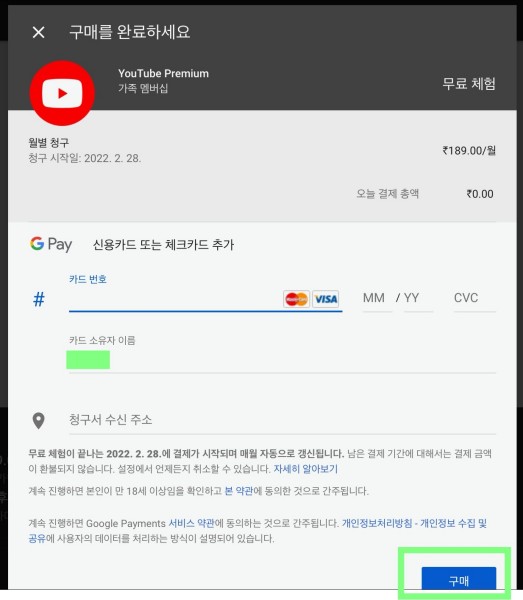 구매를 완료하세요
YouTube Premium
가족 멤버십
무료 체험
월별 청구
청구 시작일: 2022. 2. 28.
₹189.00/월
오늘 결제 총액
₹0.00
G Pay 신용카드 또는 체크카드 추가
카드 번호
# VISA MM / YY CVC
카드 소유자 이름
청구서 수신 주소
무료 체험이 끝나는 2022. 2. 28.에 결제가 시작되며 매월 자동으로 갱신됩니다. 남은 결제 기간에 대해서는 결제 금액
이 환불되지 않습니다. 설정에서 언제든지 취소할 수 있습니다. 자세히 알아보기
계속 진행하면 본인이 만 18세 이상임을 확인하고 본 약관에 동의한 것으로 간주됩니다.
계속 진행하면 Google Payments 서비스 약관에 동의하는 것으로 간주됩니다. 개인정보처리방침 - 개인정보 수집 및
공유에 사용자의 데이터를 처리하는 방식이 설명되어 있습니다.
구매